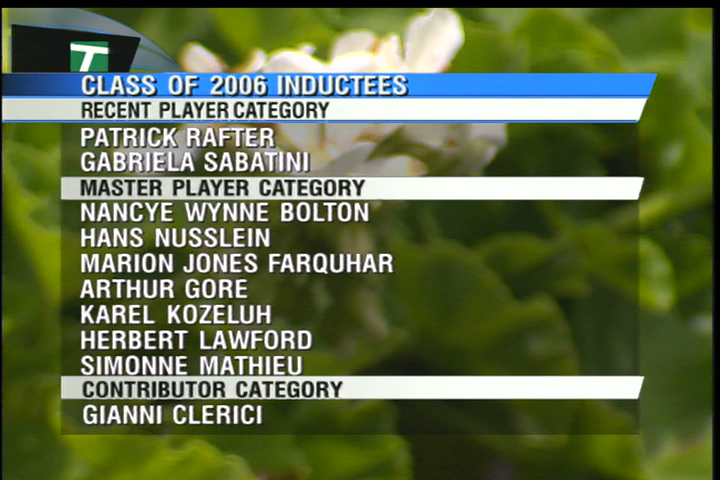 T
CLASS OF 2006 INDUCTEES
RECENT PLAYER CATEGORY
PATRICK RAFTER
GABRIELA SABATINI
MASTER PLAYER CATEGORY
NANCYE WYNNE BOLTON
HANS NUSSLEIN
MARION JONES FARQUHAR
ARTHUR GORE
KAREL KOZELUH
HERBERT LAWFORD
SIMONNE MATHIEU
CONTRIBUTOR CATEGORY
GIANNI CLERICI